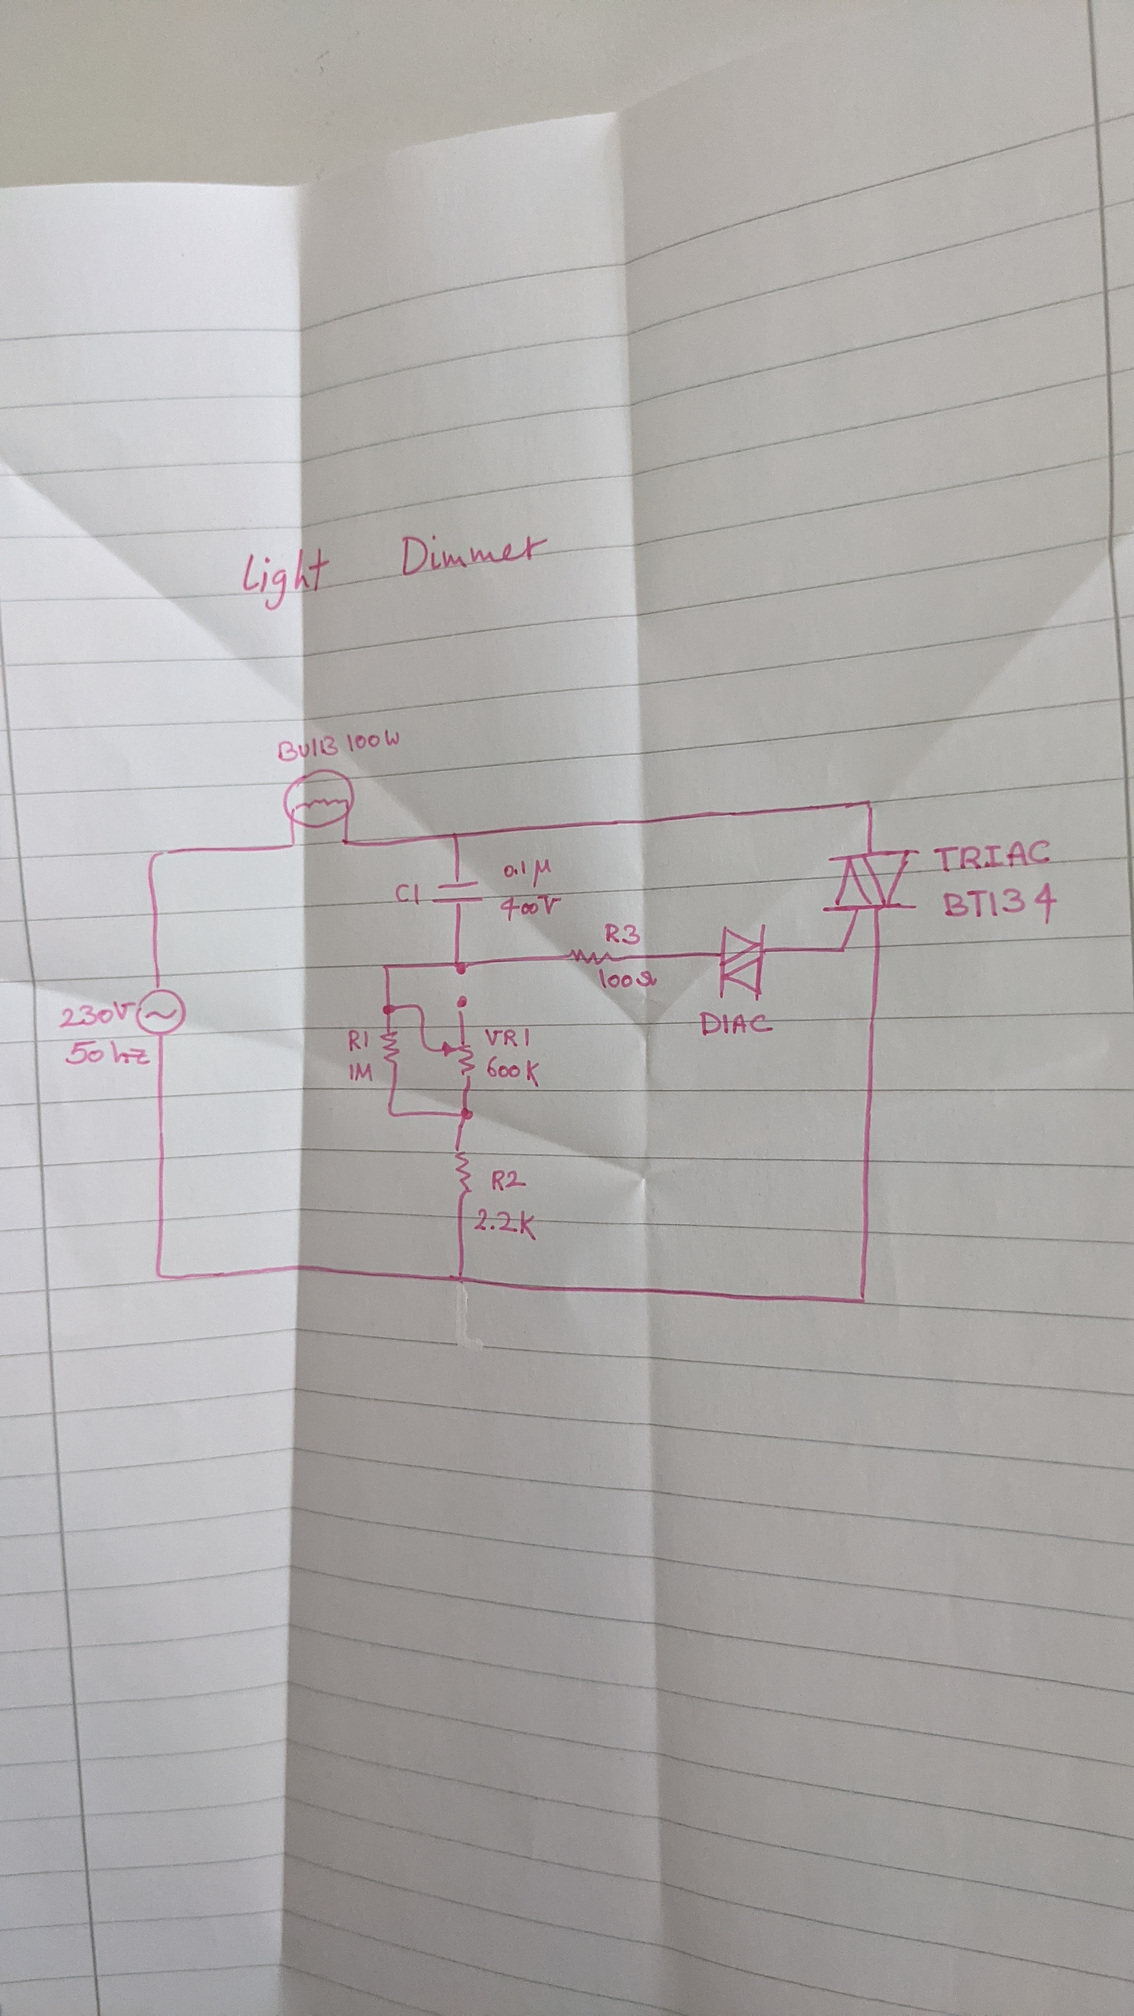 Light Dimmer
BUlB 100W
TRIAC
BT134
C1
0.1μ
400V
R3
100Ω
DIAC
230V
50hz
R1
1M
VR1
600K
R2
2.2K